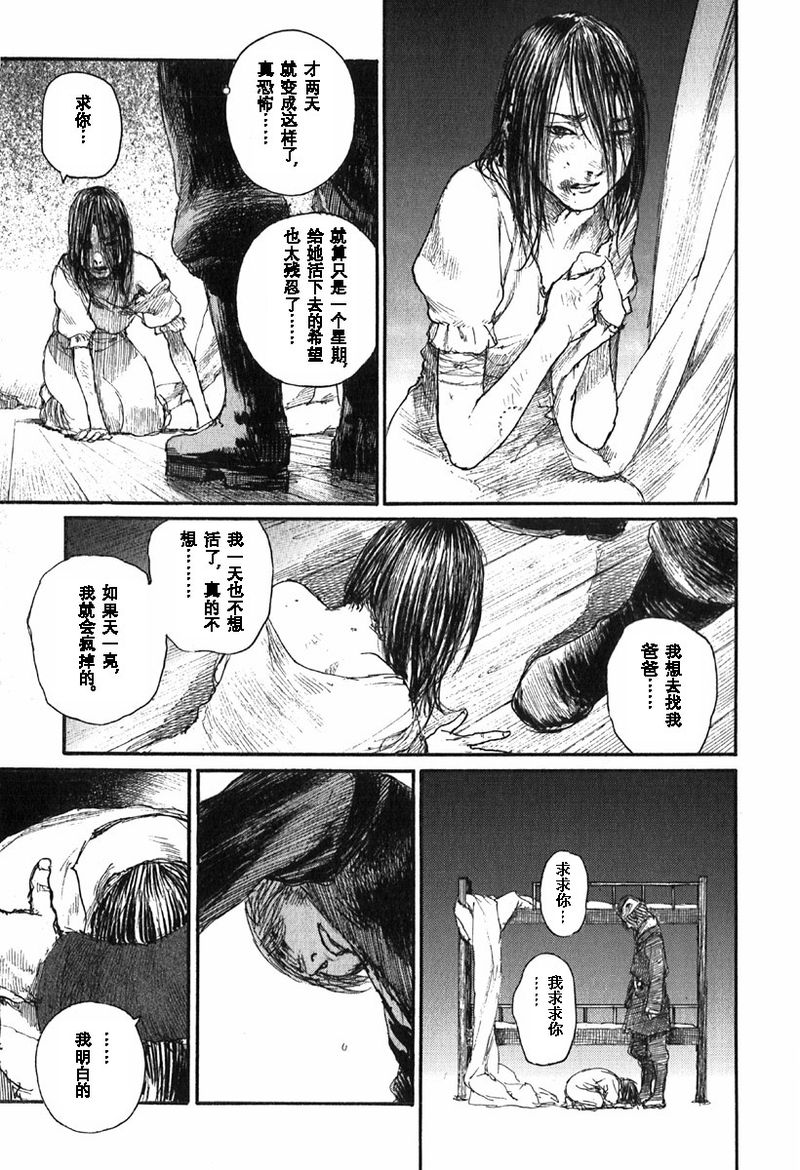 才两天
就变成这样了,
真恐怖……
就算只是一个星期,
给她活下去的希望
也太残忍了……
求你…
我想去找我
爸爸……
我一天也不想
活了,真的不
想………
如果天一亮,
我就会疯掉的。
求求你…
我求求你
……
……
我明白的